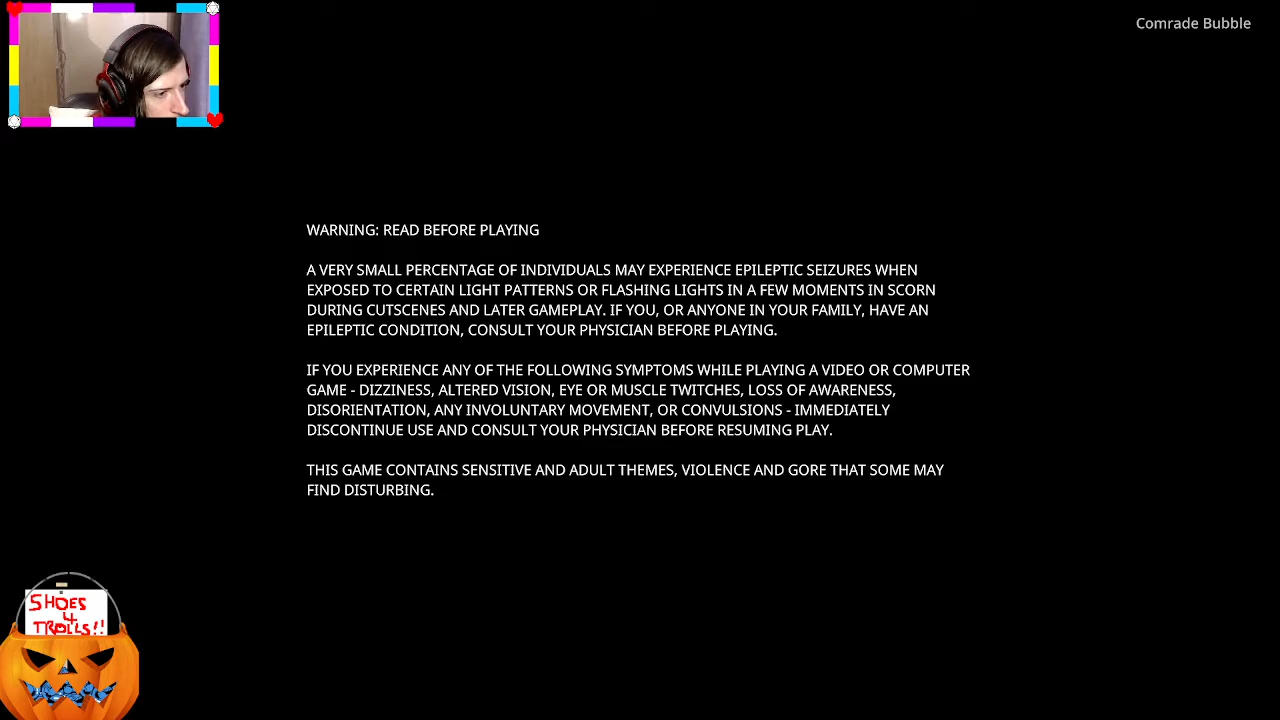 Comrade Bubble
WARNING: READ BEFORE PLAYING
A VERY SMALL PERCENTAGE OF INDIVIDUALS MAY EXPERIENCE EPILEPTIC SEIZURES WHEN
EXPOSED TO CERTAIN LIGHT PATTERNS OR FLASHING LIGHTS IN A FEW MOMENTS IN SCORN
DURING CUTSCENES AND LATER GAMEPLAY. IF YOU, OR ANYONE IN YOUR FAMILY, HAVE AN
EPILEPTIC CONDITION, CONSULT YOUR PHYSICIAN BEFORE PLAYING.
IF YOU EXPERIENCE ANY OF THE FOLLOWING SYMPTOMS WHILE PLAYING A VIDEO OR COMPUTER
GAME - DIZZINESS, ALTERED VISION, EYE OR MUSCLE TWITCHES, LOSS OF AWARENESS,
DISORIENTATION, ANY INVOLUNTARY MOVEMENT, OR CONVULSIONS - IMMEDIATELY
DISCONTINUE USE AND CONSULT YOUR PHYSICIAN BEFORE RESUMING PLAY.
THIS GAME CONTAINS SENSITIVE AND ADULT THEMES, VIOLENCE AND GORE THAT SOME MAY
FIND DISTURBING.
SHOES
4
TROLLS!!